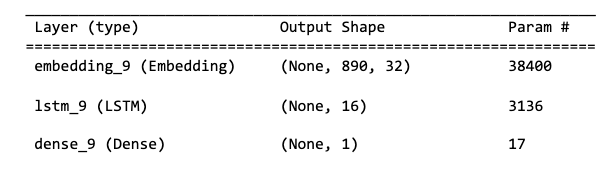 Layer (type) Output Shape Param #
embedding_9 (Embedding) (None, 890, 32) 38400
lstm_9 (LSTM) (None, 16) 3136
dense_9 (Dense) (None, 1) 17